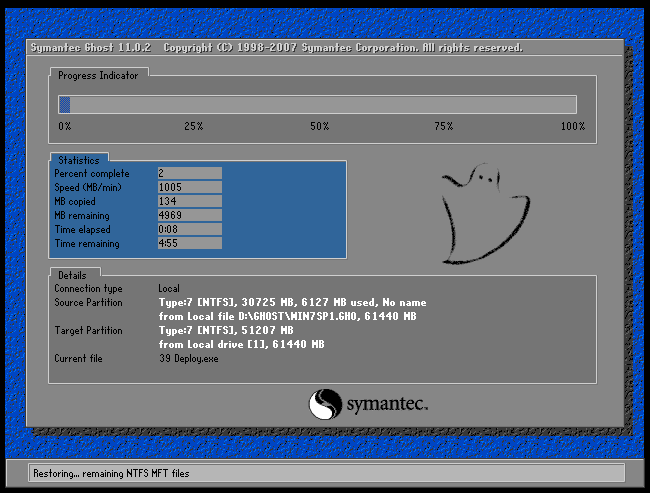 Symantec Ghost 11.0.2 Copyright (C) 1998-2007 Symantec Corporation. All rights reserved.
Progress Indicator
0% 25% 50% 75% 100%
Statistics
Percent complete 2
Speed (MB/min) 1005
MB copied 134
MB remaining 4969
Time elapsed 0:08
Time remaining 4:55
Details
Connection type Local
Source Partition Type:7 [NTFS], 30725 MB, 6127 MB used, No name
from Local file D:\GHOST\WIN7SP1.GHO, 61440 MB
Target Partition Type:7 [NTFS], 51207 MB
from Local drive [1], 61440 MB
Current file 39 Deploy.exe
symantec™
Restoring... remaining NTFS MFT files